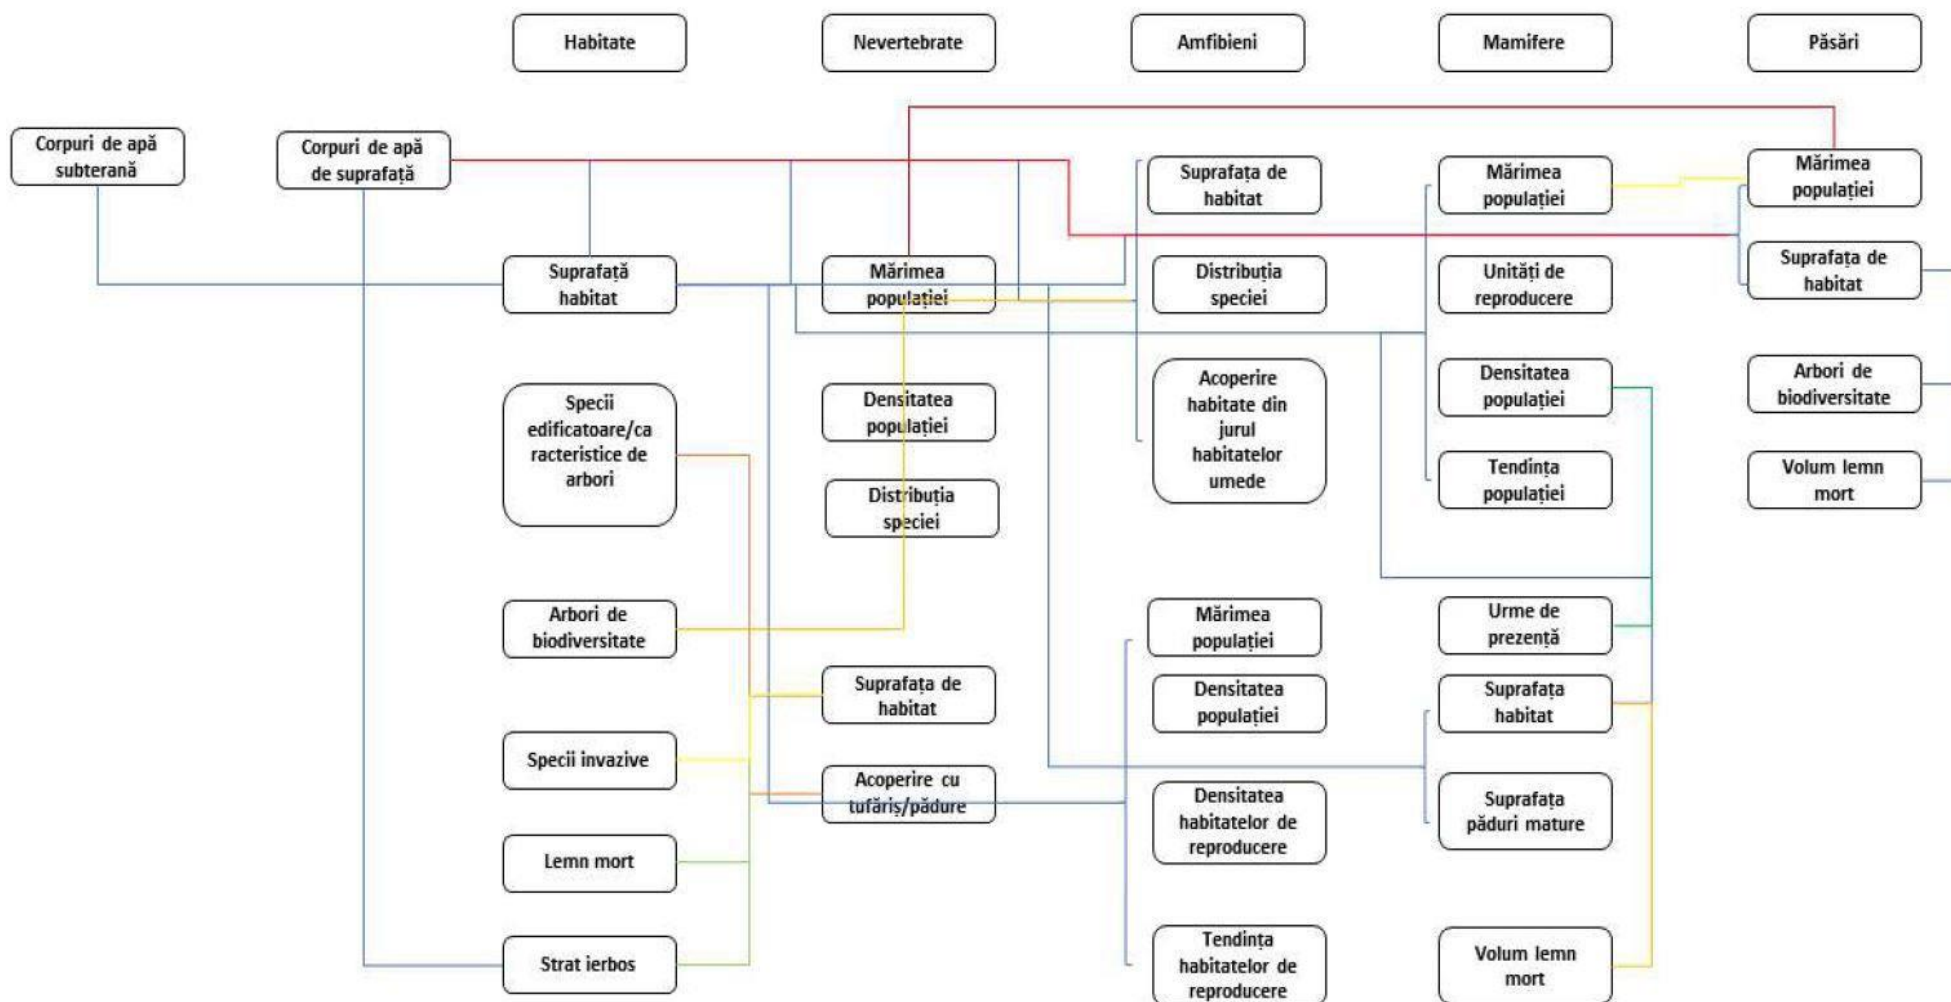 Habitate
Nevertebrate
Amfibieni
Mamifere
Păsări
Corpuri de apă
subterană
Corpuri de apă
de suprafață
Suprafață
habitat
Specii
edificatoare/ca
racteristice de
arbori
Arbori de
biodiversitate
Specii invazive
Lemn mort
Strat ierbos
Mărimea
populației
Densitatea
populației
Distribuția
speciei
Suprafața de
habitat
Acoperire cu
tufăriș/pădure
Suprafața de
habitat
Distribuția
speciei
Acoperire
habitate din
jurul
habitatelor
umede
Mărimea
populației
Densitatea
populației
Densitatea
habitatelor de
reproducere
Tendința
habitatelor de
reproducere
Mărimea
populației
Unități de
reproducere
Densitatea
populației
Tendința
populației
Urme de
prezență
Suprafața
habitat
Suprafața
păduri mature
Volum lemn
mort
Mărimea
populației
Suprafața de
habitat
Arbori de
biodiversitate
Volum lemn
mort